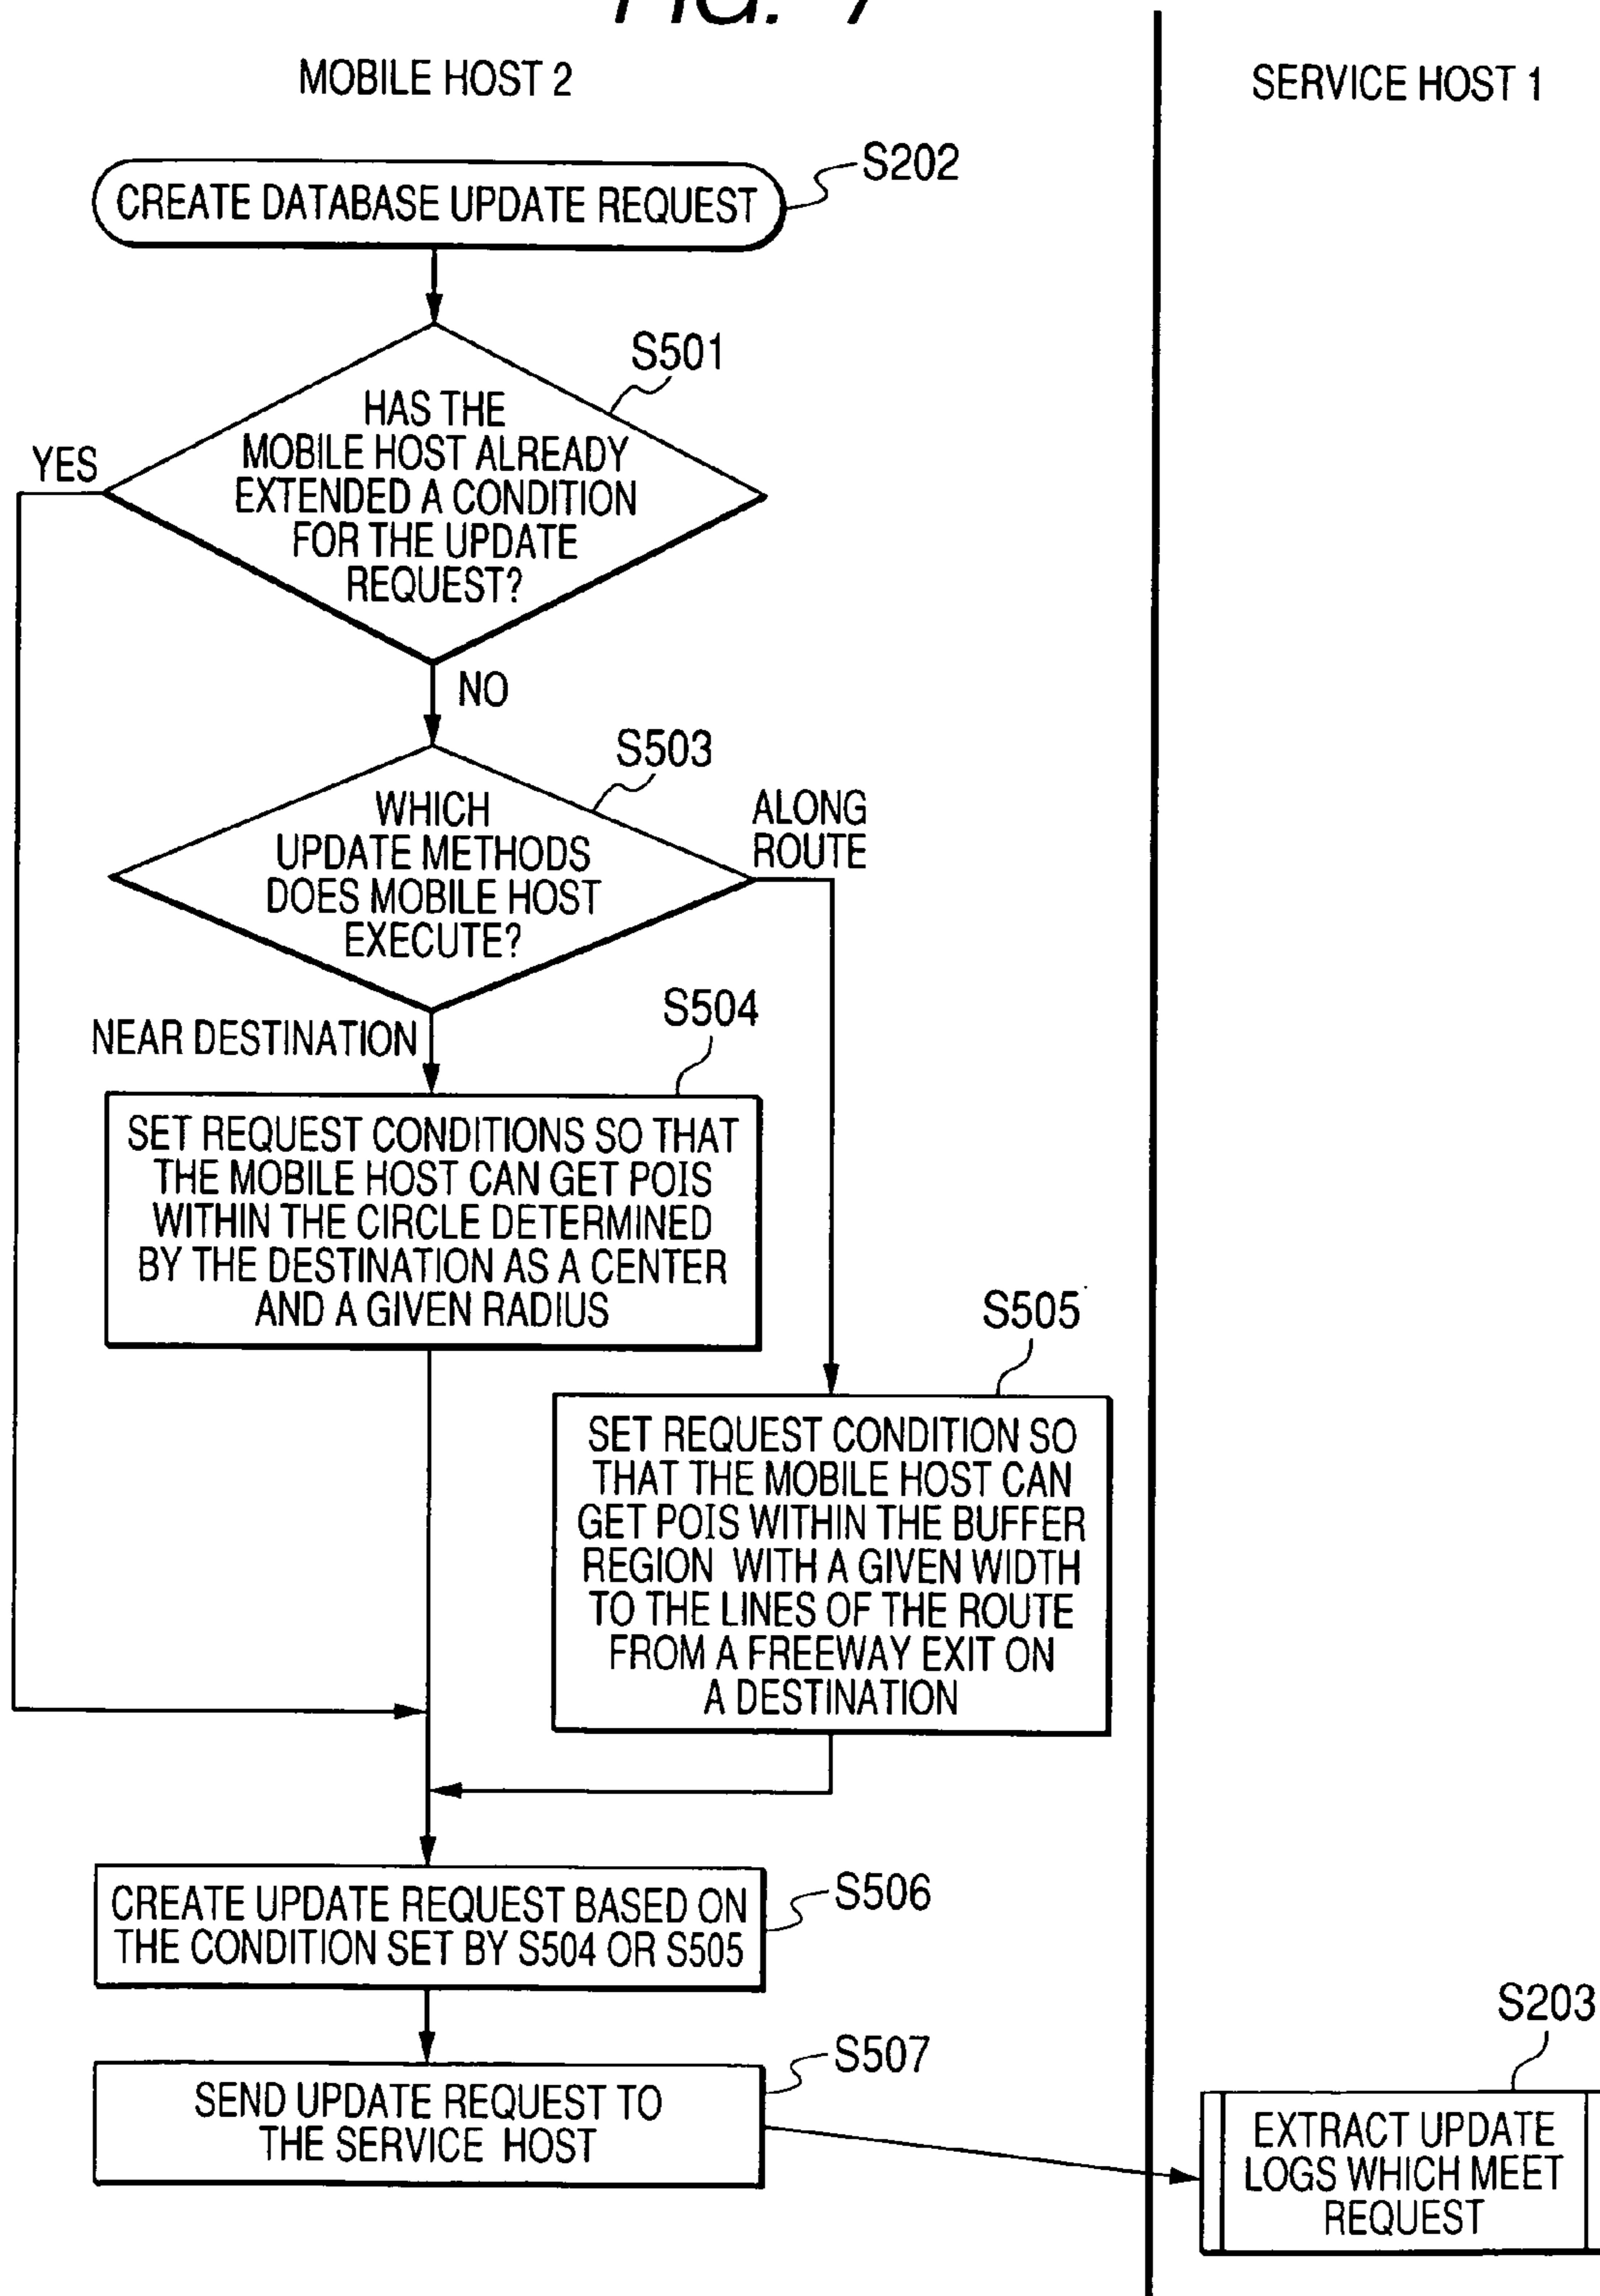 FIG. 7
MOBILE HOST 2
SERVICE HOST 1
CREATE DATABASE UPDATE REQUEST
S202
S501
HAS THE
MOBILE HOST ALREADY
EXTENDED A CONDITION
FOR THE UPDATE
REQUEST?
YES
NO
S503
WHICH
UPDATE METHODS
DOES MOBILE HOST
EXECUTE?
ALONG
ROUTE
NEAR DESTINATION
S504
SET REQUEST CONDITIONS SO THAT
THE MOBILE HOST CAN GET POIS
WITHIN THE CIRCLE DETERMINED
BY THE DESTINATION AS A CENTER
AND A GIVEN RADIUS
S505
SET REQUEST CONDITION SO
THAT THE MOBILE HOST CAN
GET POIS WITHIN THE BUFFER
REGION WITH A GIVEN WIDTH
TO THE LINES OF THE ROUTE
FROM A FREEWAY EXIT ON
A DESTINATION
CREATE UPDATE REQUEST BASED ON
THE CONDITION SET BY S504 OR S505
S506
SEND UPDATE REQUEST TO
THE SERVICE HOST
S507
S203
EXTRACT UPDATE
LOGS WHICH MEET
REQUEST